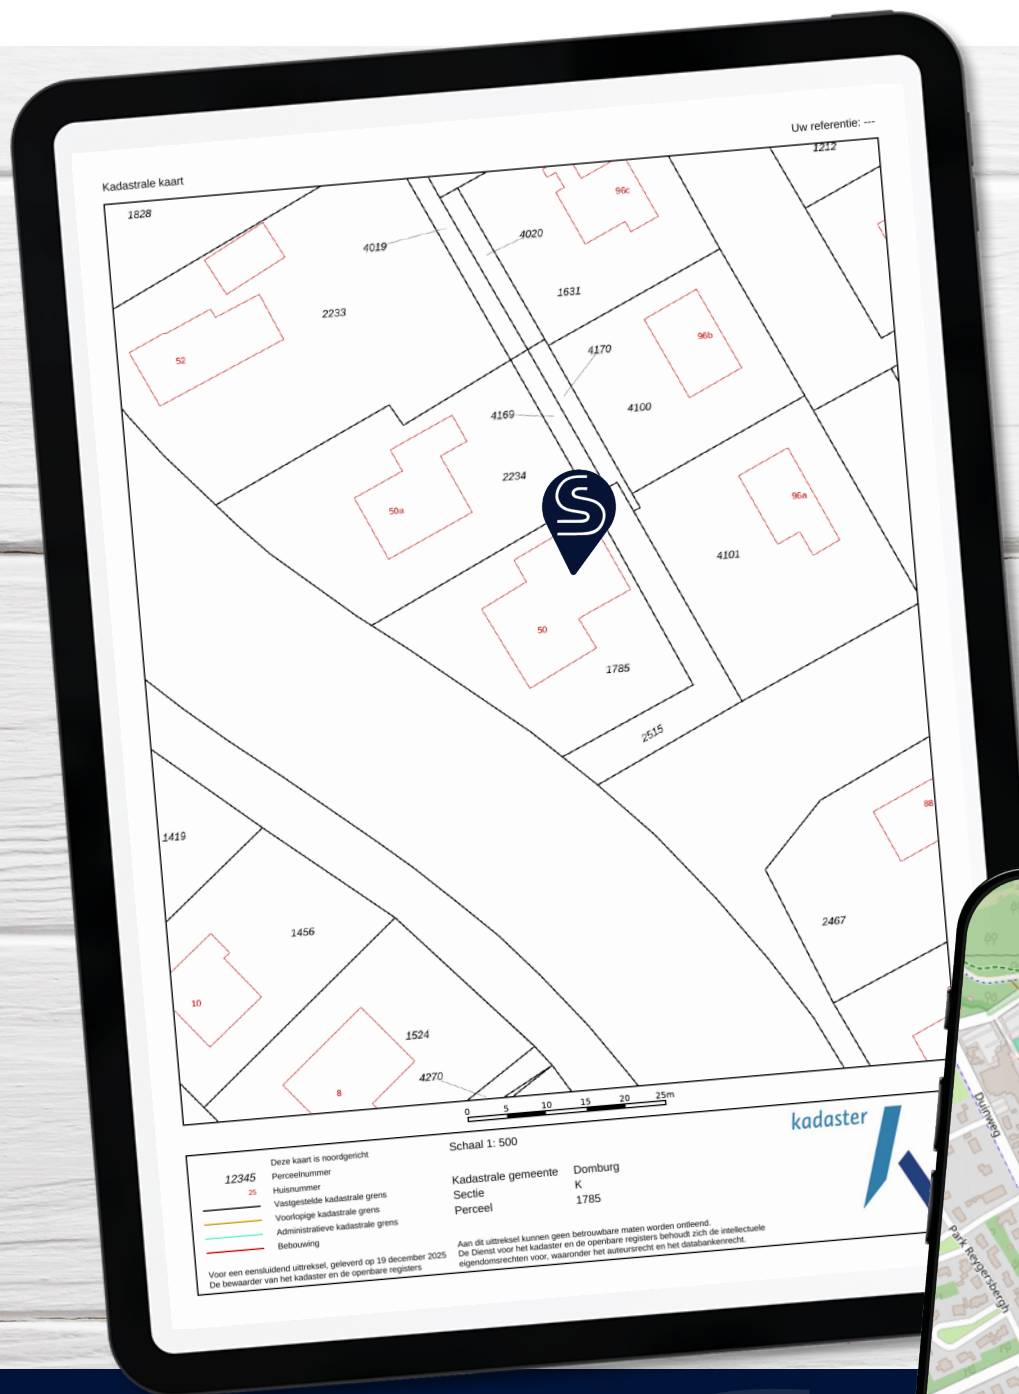 Uw referentie: ---
Kadastrale kaart
1212
1828
96c
4019
4020
2233
1631
52
96b
4170
4169
4100
2234
50a
96a
S
4101
50
1785
2515
88
1419
2467
1456
10
1524
4270
8
0 5 10 15 20 25m
Schaal 1: 500
kadaster
Deze kaart is noordgericht
12345 Perceelnummer
25 Huisnummer
Vastgestelde kadastrale grens
Voorlopige kadastrale grens
Administratieve kadastrale grens
Bebouwing
Kadastrale gemeente Domburg
Sectie K
Perceel 1785
Voor een eensluidend uittreksel, geleverd op 19 december 2025
De bewaarder van het kadaster en de openbare registers
Aan dit uittreksel kunnen geen betrouwbare maten worden ontleend.
De Dienst voor het kadaster en de openbare registers behoudt zich de intellectuele
eigendomsrechten voor, waaronder het auteursrecht en het databankenrecht.
Duinweg
Park Reygersbergh